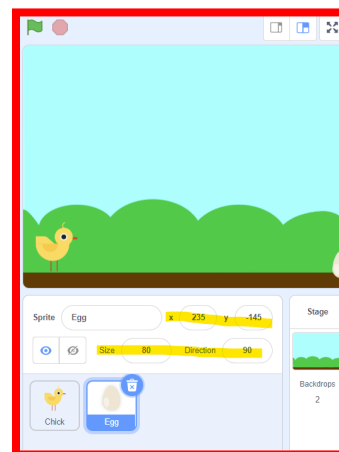 Sprite Egg x 235 y -145 Stage
Size 80 Direction 90
Backdrops
2
Chick Egg